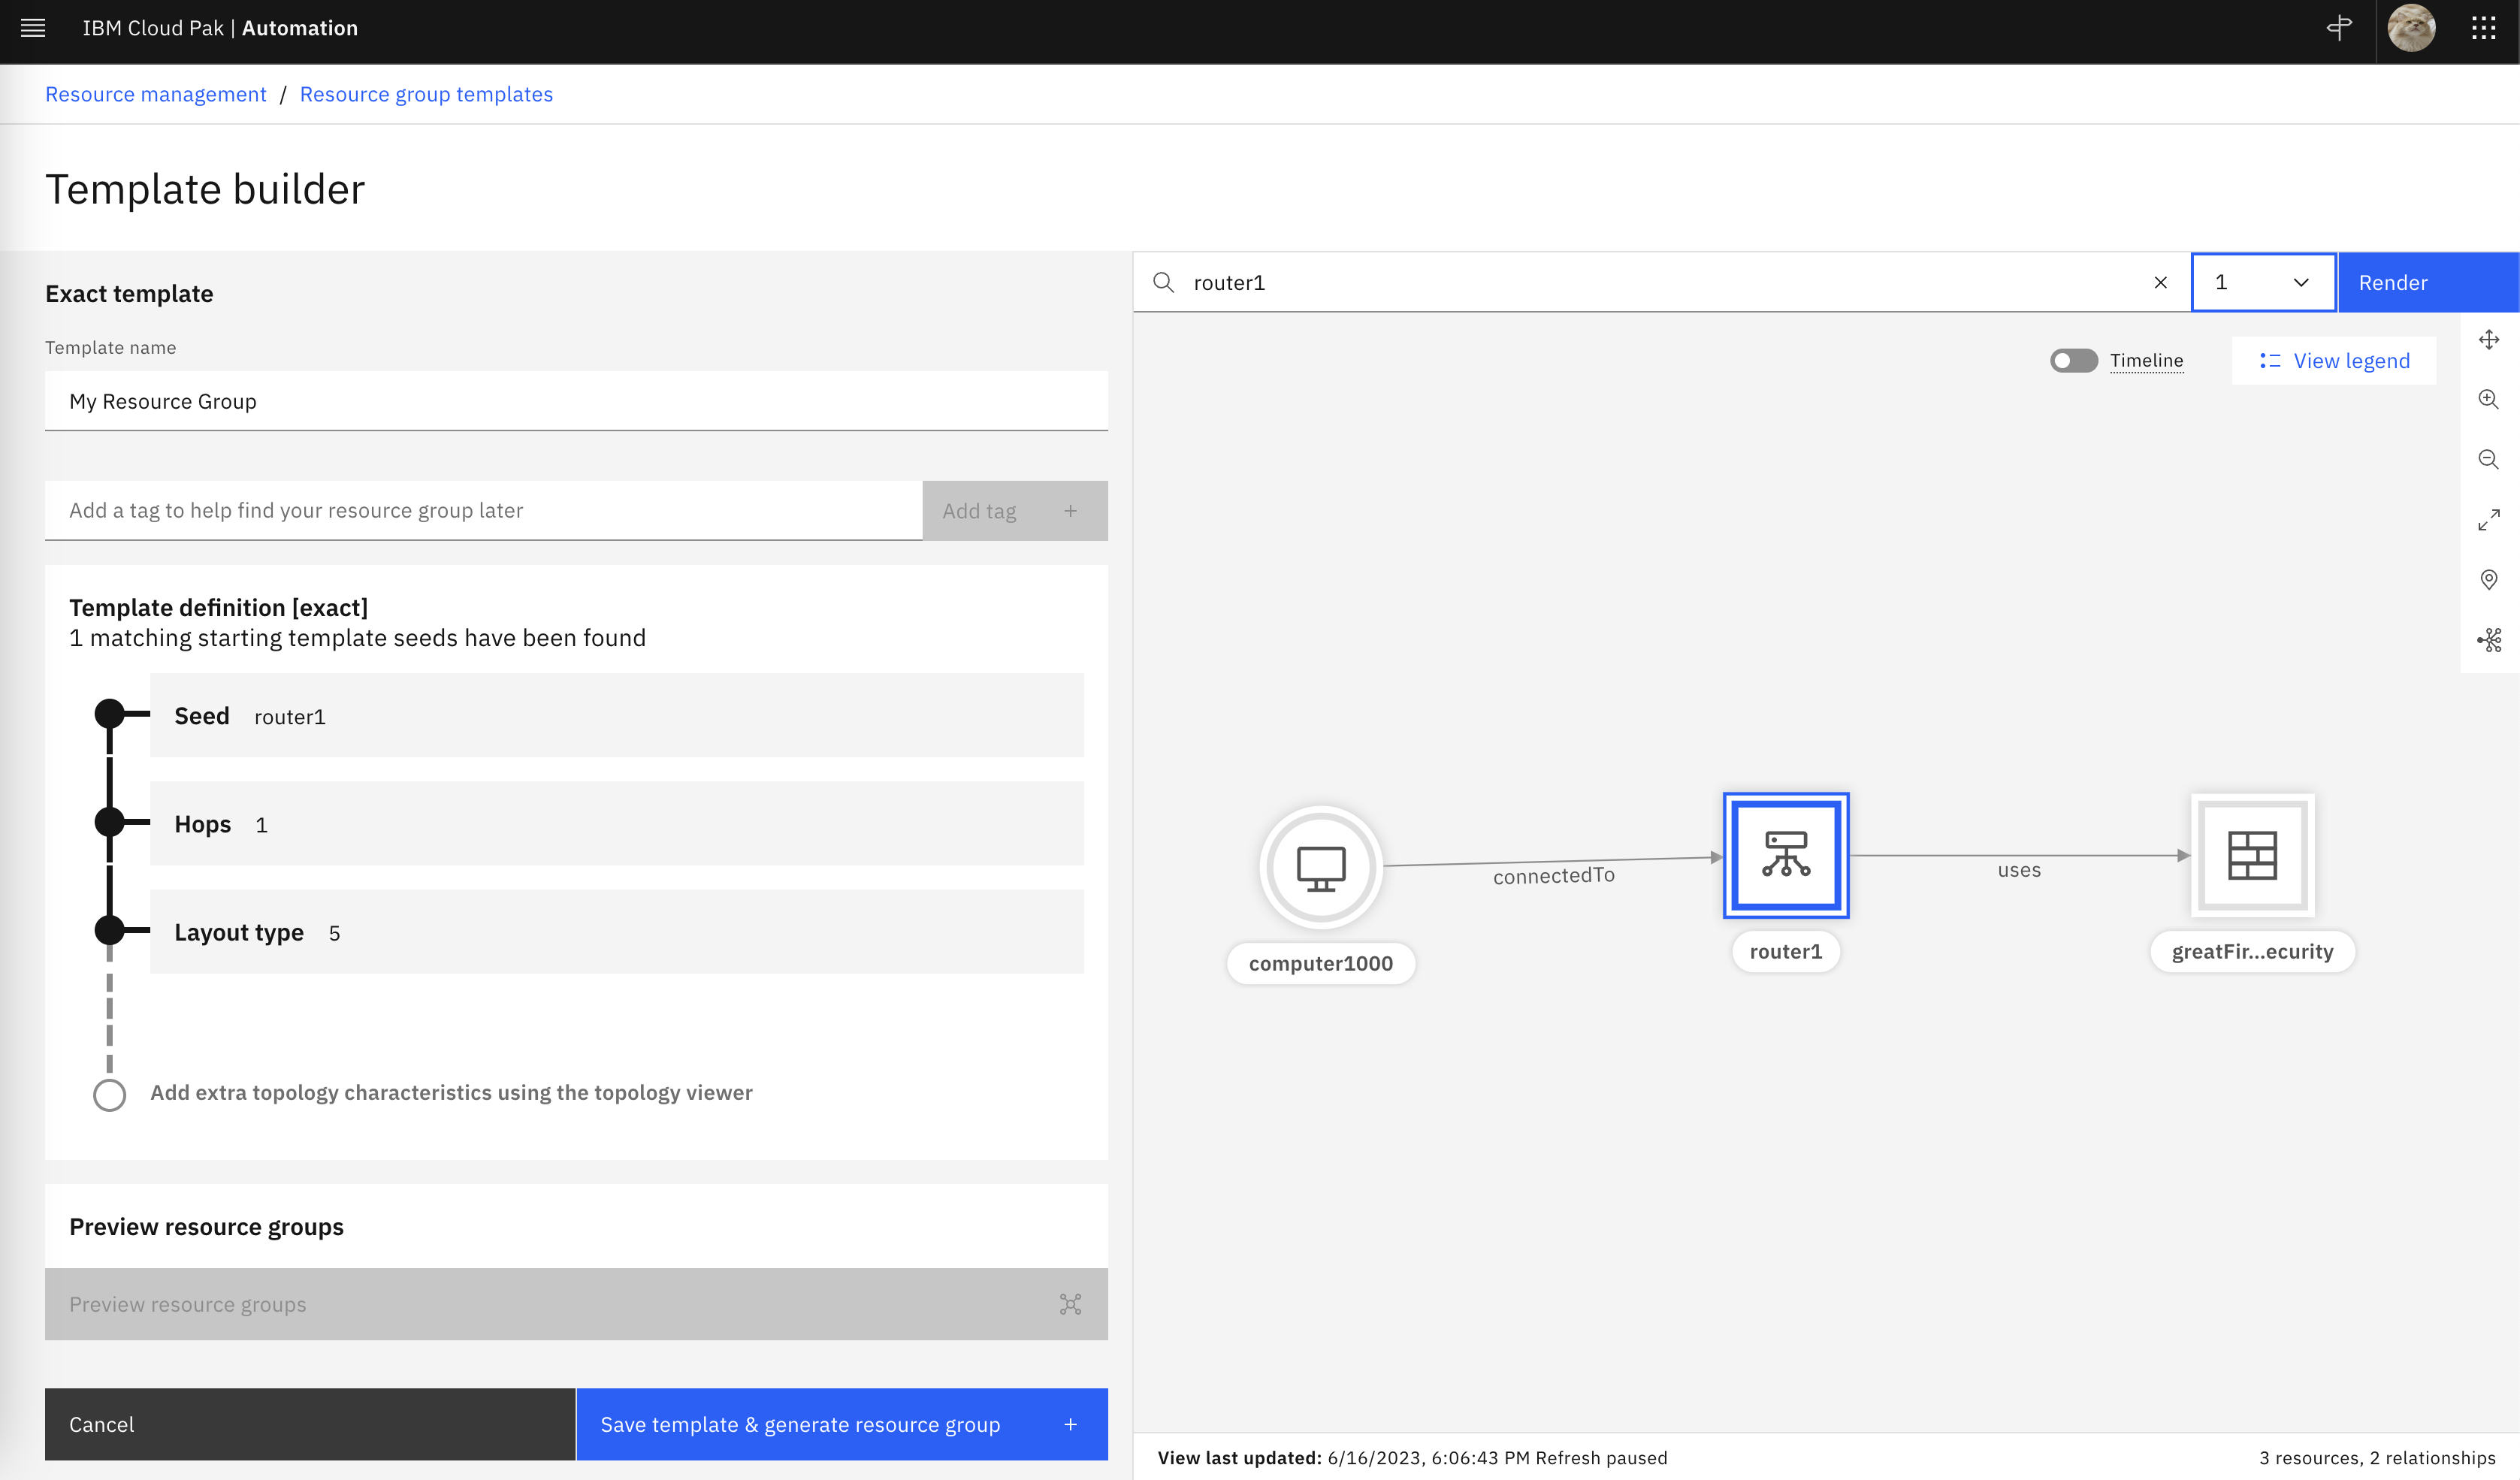 IBM Cloud Pak | Automation
Resource management / Resource group templates
Template builder
Exact template
Template name
My Resource Group
Add a tag to help find your resource group later
Add tag +
Template definition [exact]
1 matching starting template seeds have been found
Seed router1
Hops 1
Layout type 5
Add extra topology characteristics using the topology viewer
Preview resource groups
Preview resource groups
Cancel
Save template & generate resource group +
router1
1
Render
Timeline
View legend
connectedTo
uses
computer1000
router1
greatFir...ecurity
View last updated: 6/16/2023, 6:06:43 PM Refresh paused
3 resources, 2 relationships